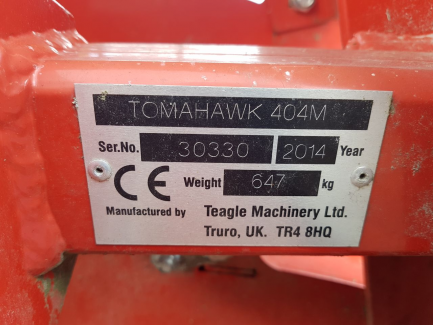 TOMAHAWK 404M
Ser.No. 30330 2014 Year
CE Weight 647 kg
Manufactured by Teagle Machinery Ltd.
Truro, UK. TR4 8HQ